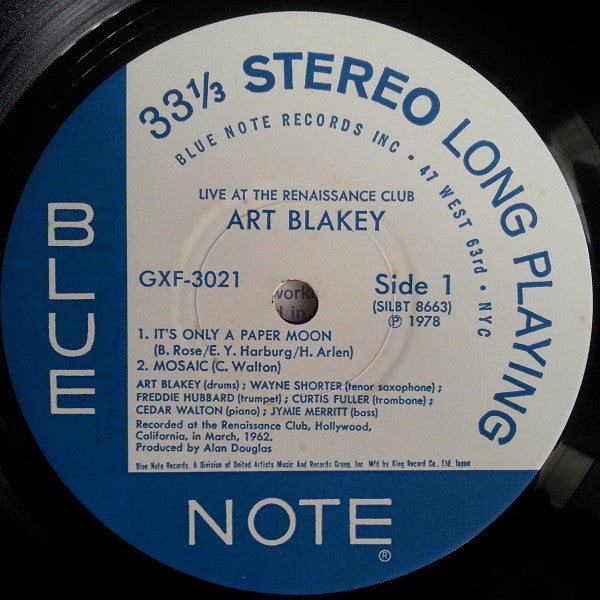 33⅓ STEREO LONG PLAYING
BLUE NOTE RECORDS INC • 47 WEST 63rd • NYC
LIVE AT THE RENAISSANCE CLUB
ART BLAKEY
GXF-3021
Side 1
(SILBT 8663)
℗ 1978
work
d in
1. IT'S ONLY A PAPER MOON
(B. Rose/E. Y. Harburg/H. Arlen)
2. MOSAIC (C. Walton)
ART BLAKEY (drums) ; WAYNE SHORTER (tenor saxophone) ;
FREDDIE HUBBARD (trumpet) ; CURTIS FULLER (trombone) ;
CEDAR WALTON (piano) ; JYMIE MERRITT (bass)
Recorded at the Renaissance Club, Hollywood,
California, in March, 1962.
Produced by Alan Douglas
Blue Note Records, A Division of United Artists Music And Records Group, Inc. Mfd by King Record Co., Ltd, Japan
BLUE
NOTE®